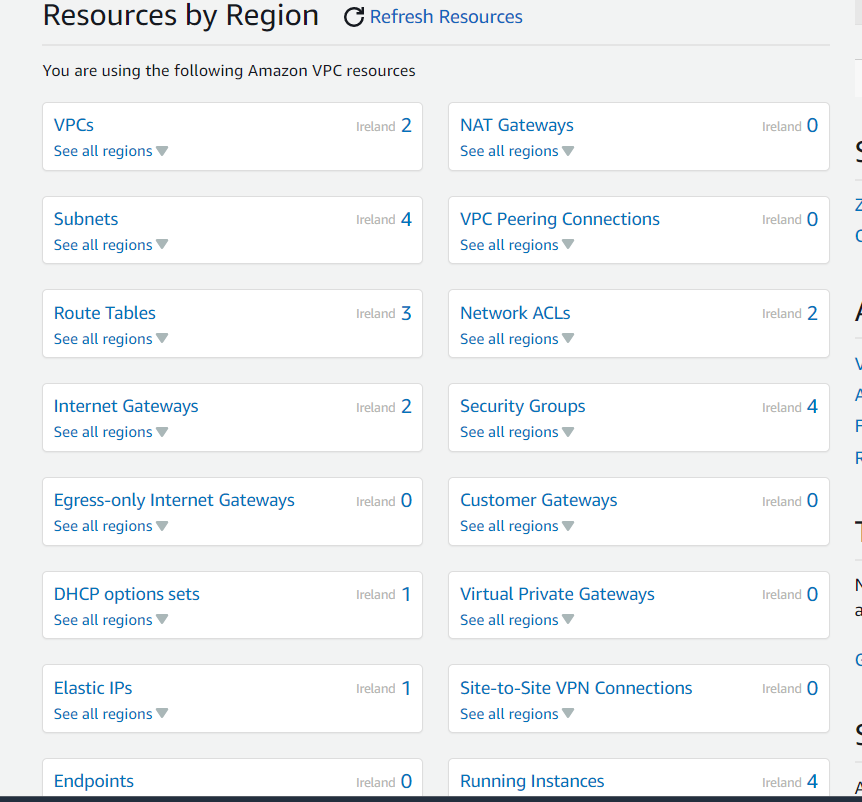 Resources by Region Refresh Resources
You are using the following Amazon VPC resources
VPCs Ireland 2
See all regions
NAT Gateways Ireland 0
See all regions
Subnets Ireland 4
See all regions
VPC Peering Connections Ireland 0
See all regions
Route Tables Ireland 3
See all regions
Network ACLs Ireland 2
See all regions
Internet Gateways Ireland 2
See all regions
Security Groups Ireland 4
See all regions
Egress-only Internet Gateways Ireland 0
See all regions
Customer Gateways Ireland 0
See all regions
DHCP options sets Ireland 1
See all regions
Virtual Private Gateways Ireland 0
See all regions
Elastic IPs Ireland 1
See all regions
Site-to-Site VPN Connections Ireland 0
See all regions
Endpoints Ireland 0
Running Instances Ireland 4